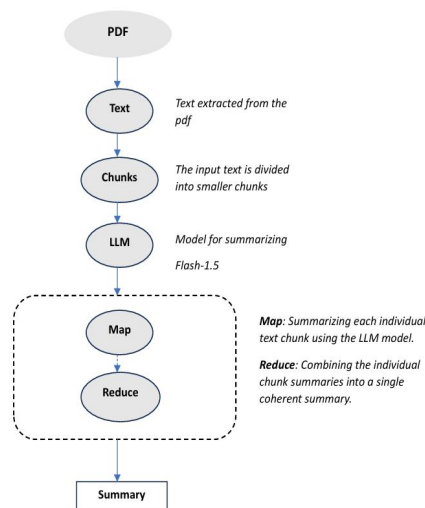 PDF
Text
Text extracted from the
pdf
Chunks
The input text is divided
into smaller chunks
LLM
Model for summarizing
Flash-1.5
Map
Reduce
Map: Summarizing each individual
text chunk using the LLM model.
Reduce: Combining the individual
chunk summaries into a single
coherent summary.
Summary